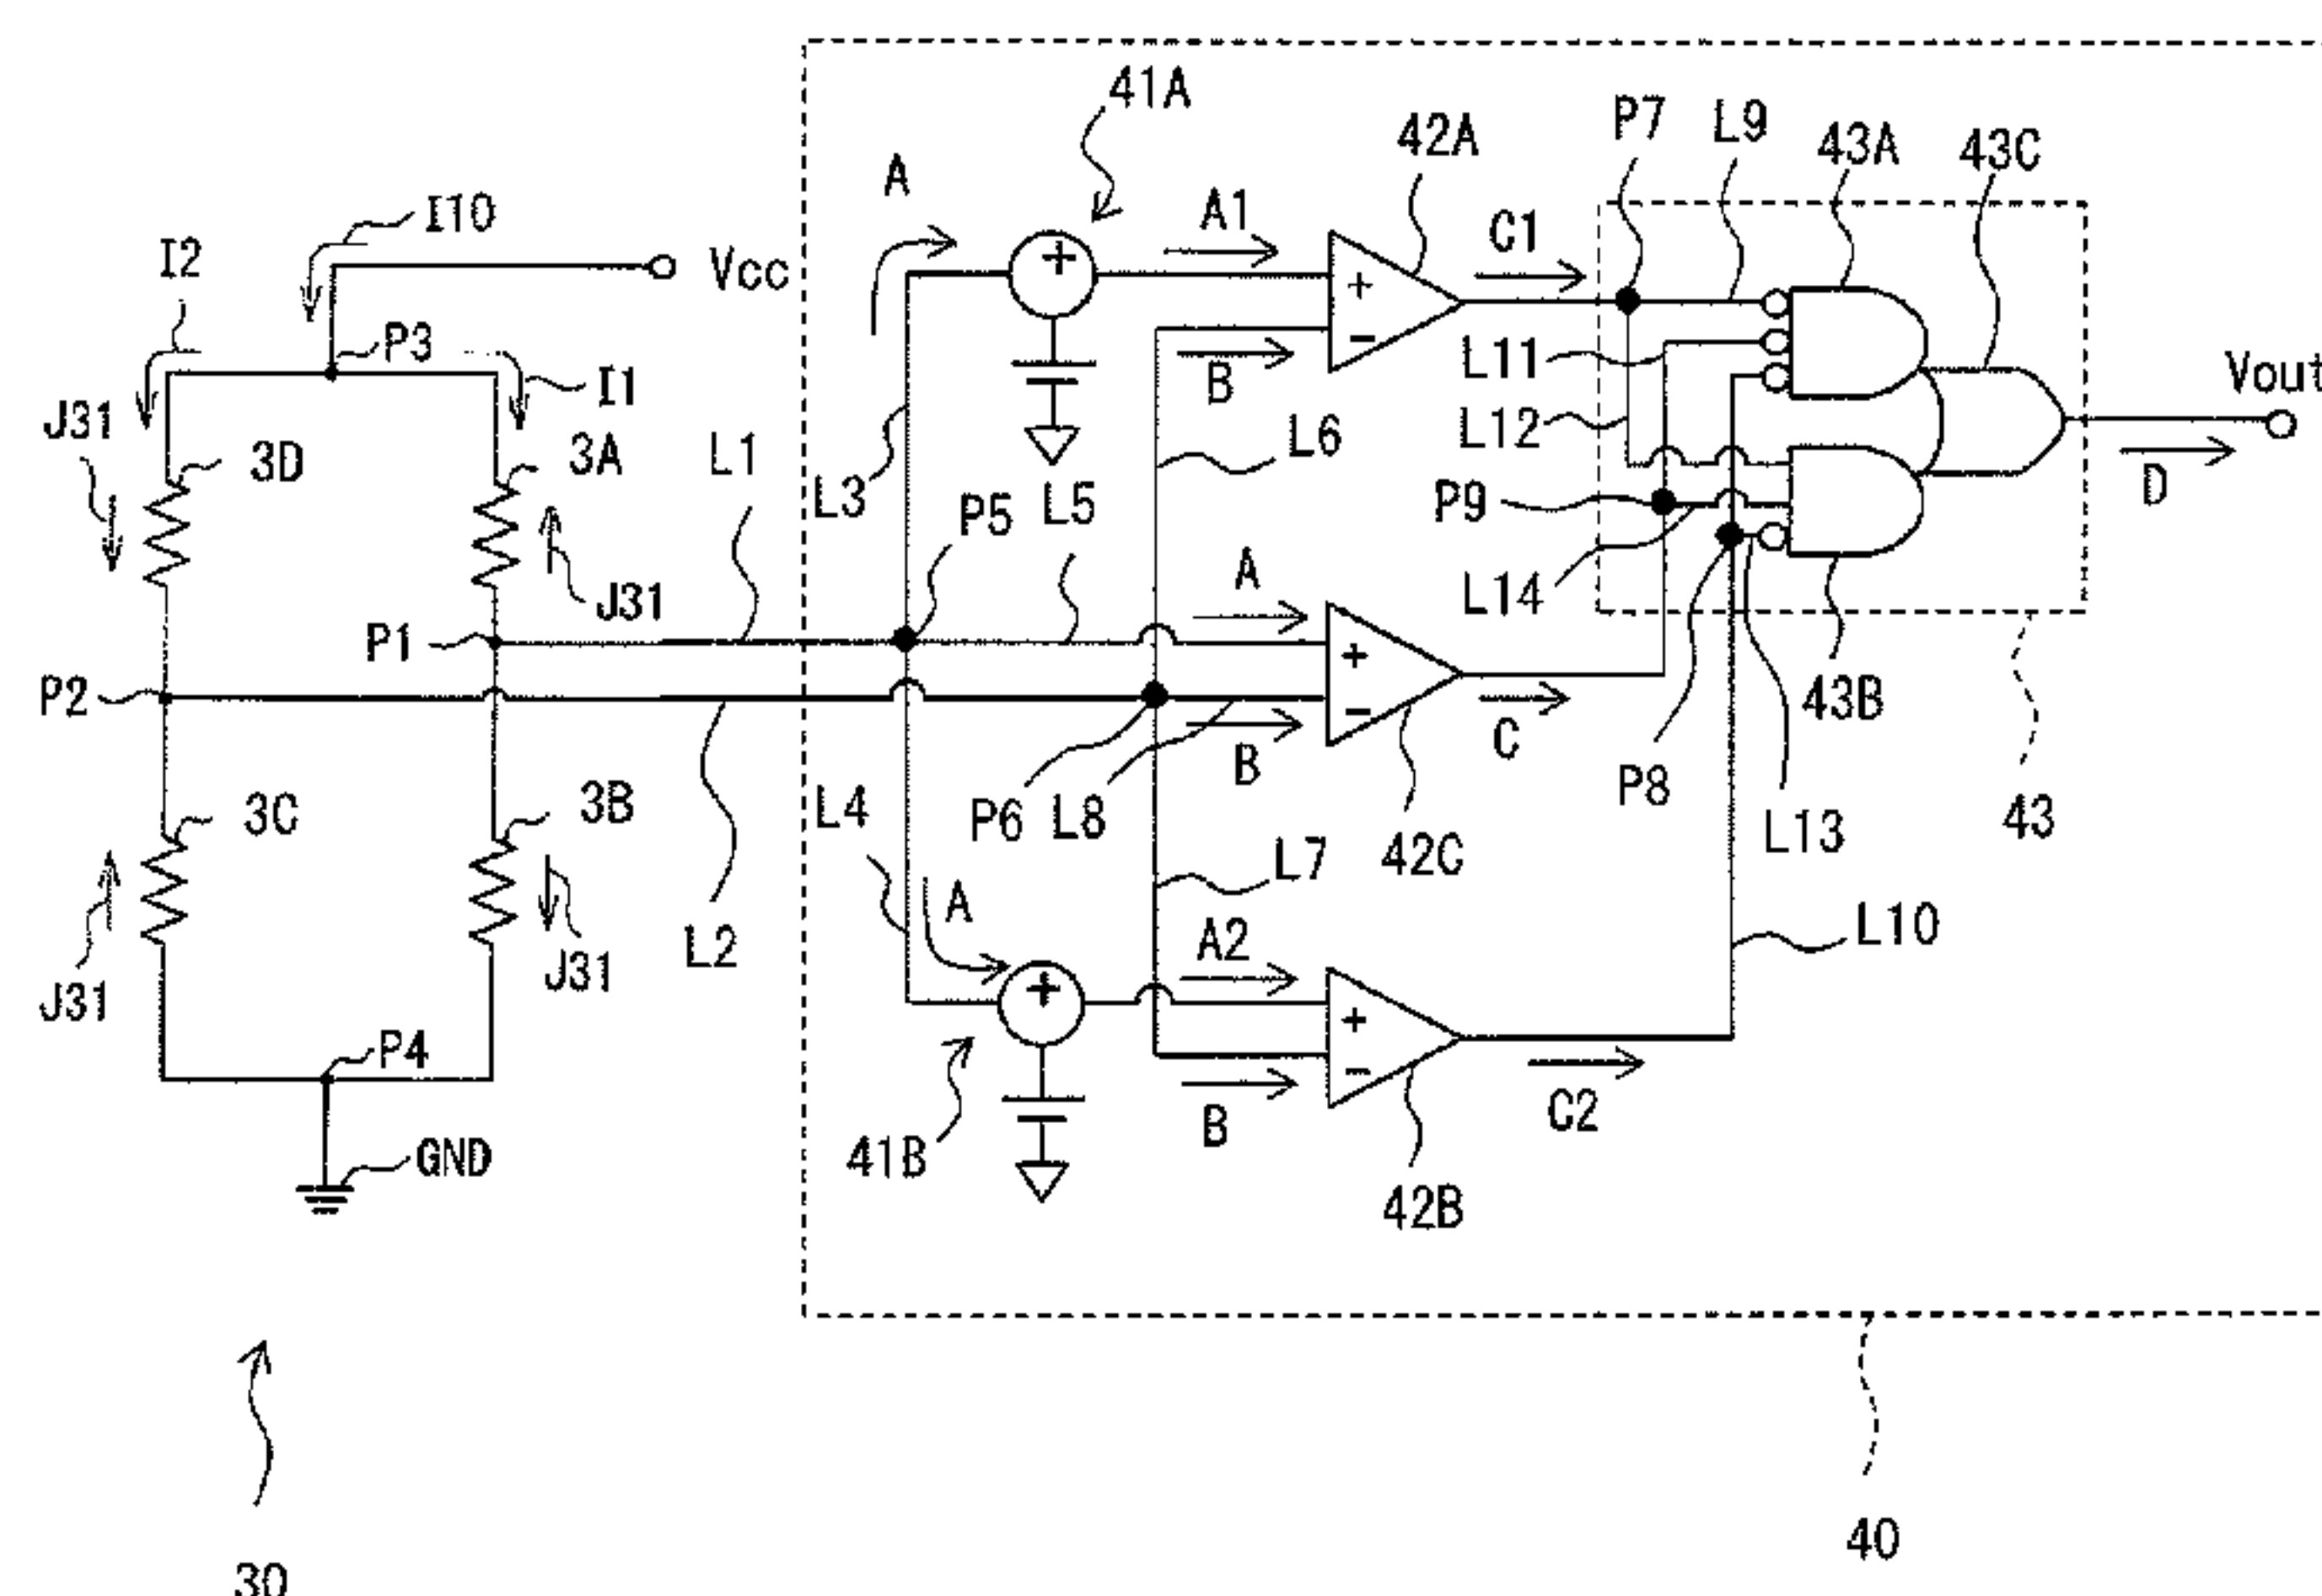 41A
P7
L9
42A
43A
43C
A
A1
C1
I10
I2
Vcc
+
+
-
P3
B
L11
Vout
I1
J31
3D
3A
L1
L3
L6
L12
D
P5
L5
P9
L14
A
J31
P1
+
P2
-
43B
B
C
3C
3B
L4
P6
L8
42C
P8
L13
43
L7
A
A2
L10
L2
J31
J31
+
+
-
P4
B
C2
41B
GND
42B
40
30